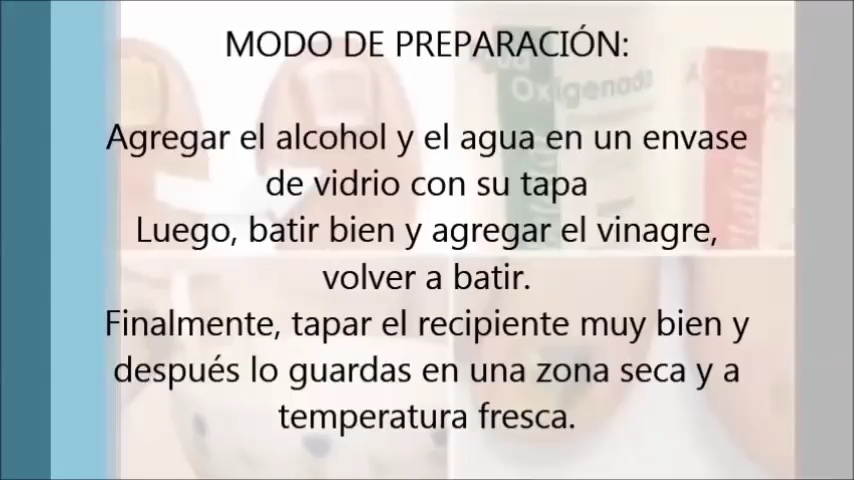 MODO DE PREPARACIÓN:
Agregar el alcohol y el agua en un envase
de vidrio con su tapa
Luego, batir bien y agregar el vinagre,
volver a batir.
Finalmente, tapar el recipiente muy bien y
después lo guardas en una zona seca y a
temperatura fresca.
Oxigenada